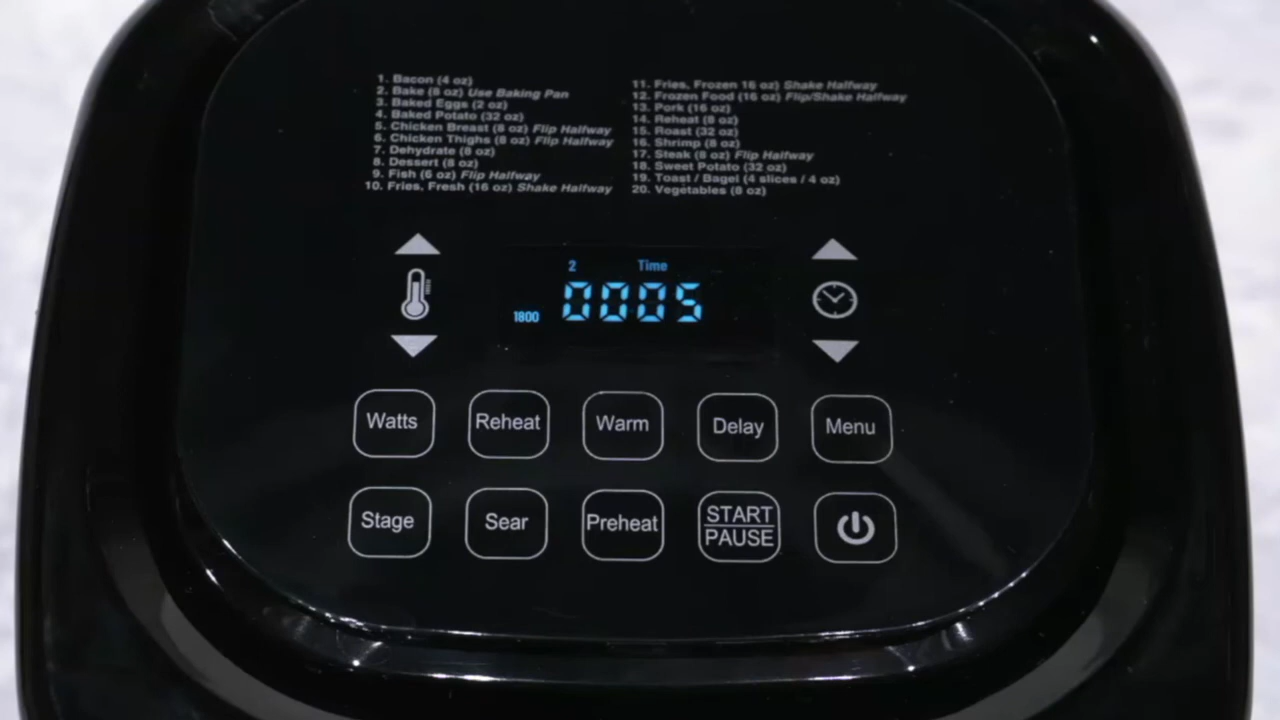 1. Bacon (4 oz)
2. Bake (8 oz) Use Baking Pan
3. Baked Eggs (2 oz)
4. Baked Potato (32 oz)
5. Chicken Breast (8 oz) Flip Halfway
6. Chicken Thighs (8 oz) Flip Halfway
7. Dehydrate (8 oz)
8. Dessert (8 oz)
9. Fish (6 oz) Flip Halfway
10. Fries, Fresh (16 oz) Shake Halfway
11. Fries, Frozen 16 oz) Shake Halfway
12. Frozen Food (16 oz) Flip/Shake Halfway
13. Pork (16 oz)
14. Reheat (8 oz)
15. Roast (32 oz)
16. Shrimp (8 oz)
17. Steak (8 oz) Flip Halfway
18. Sweet Potato (32 oz)
19. Toast / Bagel (4 slices / 4 oz)
20. Vegetables (8 oz)
2 Time
1800 0005
Watts Reheat Warm Delay Menu
Stage Sear Preheat START
PAUSE